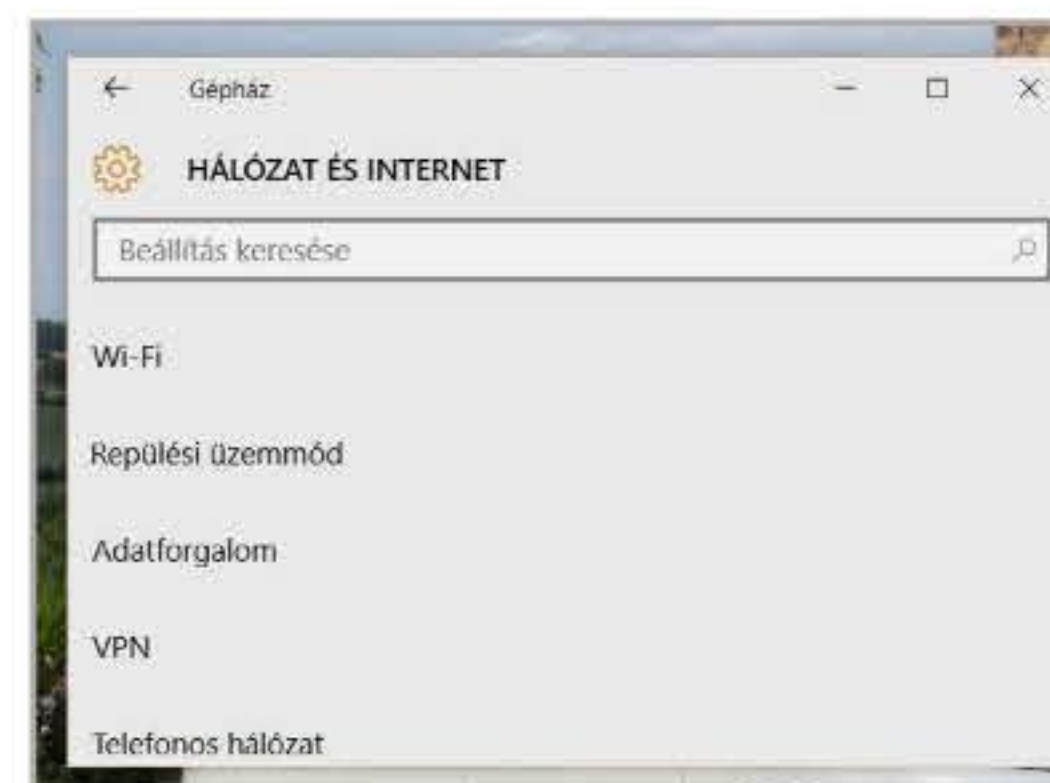 Gépház
HÁLÓZAT ÉS INTERNET
Beállítás keresése
Wi-Fi
Repülési üzemmód
Adatforgalom
VPN
Telefonos hálózat